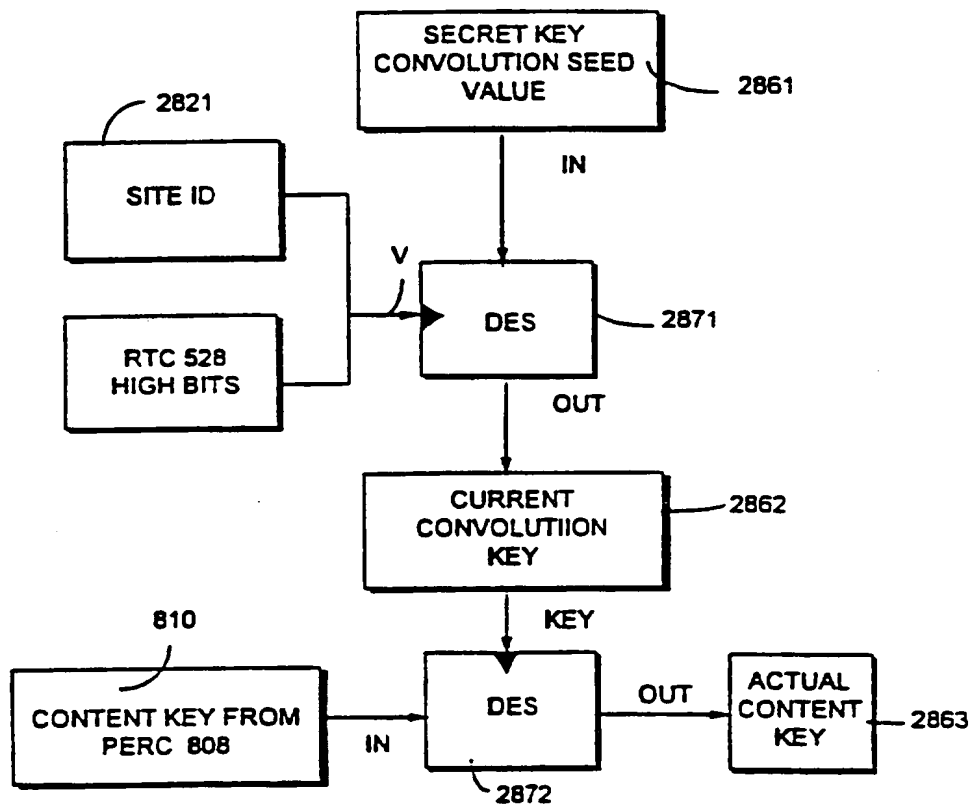 SECRET KEY
CONVOLUTION SEED
VALUE
2861
2821
SITE ID
IN
V
RTC 528
HIGH BITS
DES
2871
OUT
CURRENT
CONVOLUTIION
KEY
2862
KEY
810
CONTENT KEY FROM
PERC 808
IN
DES
2872
OUT
ACTUAL
CONTENT
KEY
2863